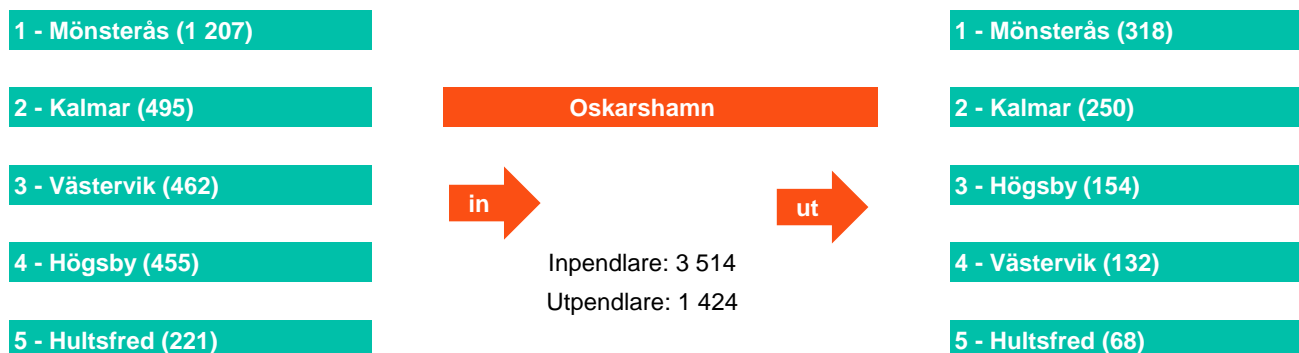 1 - Mönsterås (1 207)
2 - Kalmar (495)
3 - Västervik (462)
4 - Högsby (455)
5 - Hultsfred (221)
Oskarshamn
in
ut
Inpendlare: 3 514
Utpendlare: 1 424
1 - Mönsterås (318)
2 - Kalmar (250)
3 - Högsby (154)
4 - Västervik (132)
5 - Hultsfred (68)